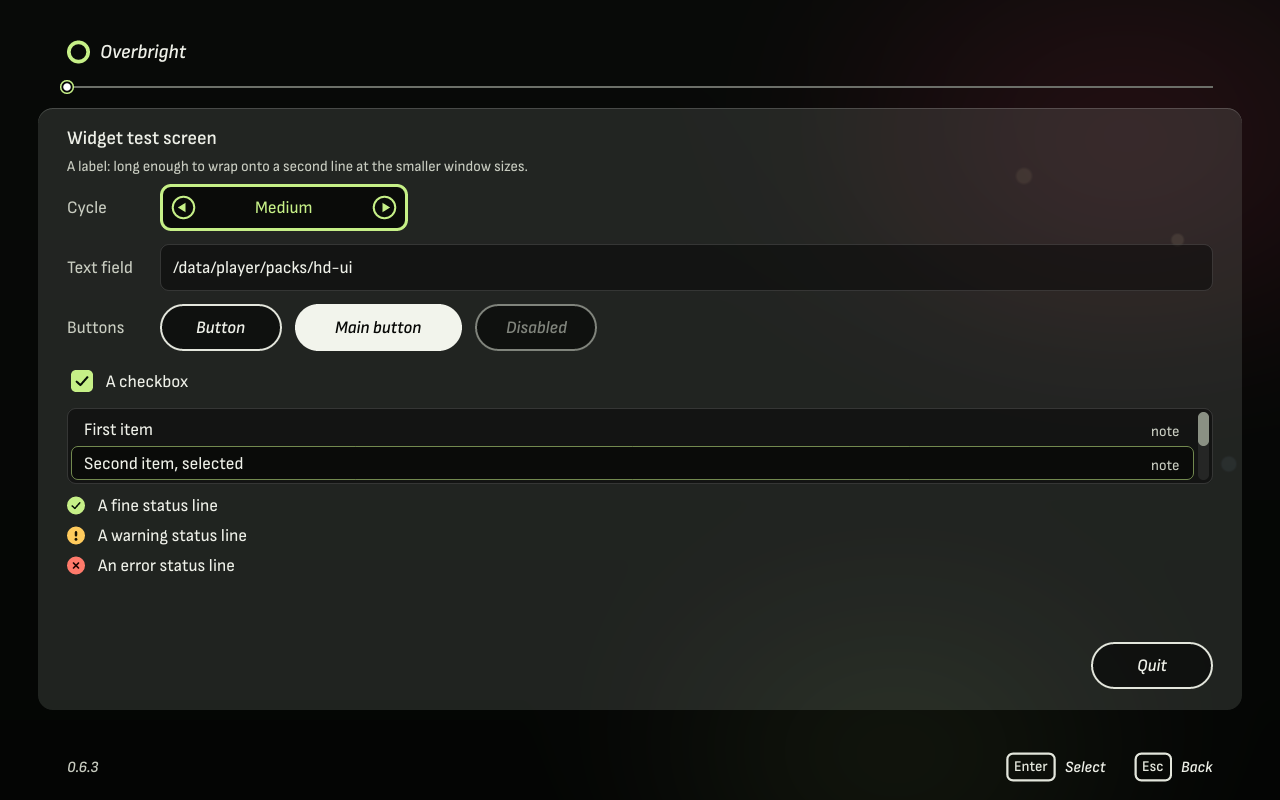 Overbright
Widget test screen
A label: long enough to wrap onto a second line at the smaller window sizes.
Cycle Medium
Text field /data/player/packs/hd-ui
Buttons Button Main button Disabled
A checkbox
First item note
Second item, selected note
A fine status line
A warning status line
An error status line
Quit
0.6.3 Enter Select Esc Back